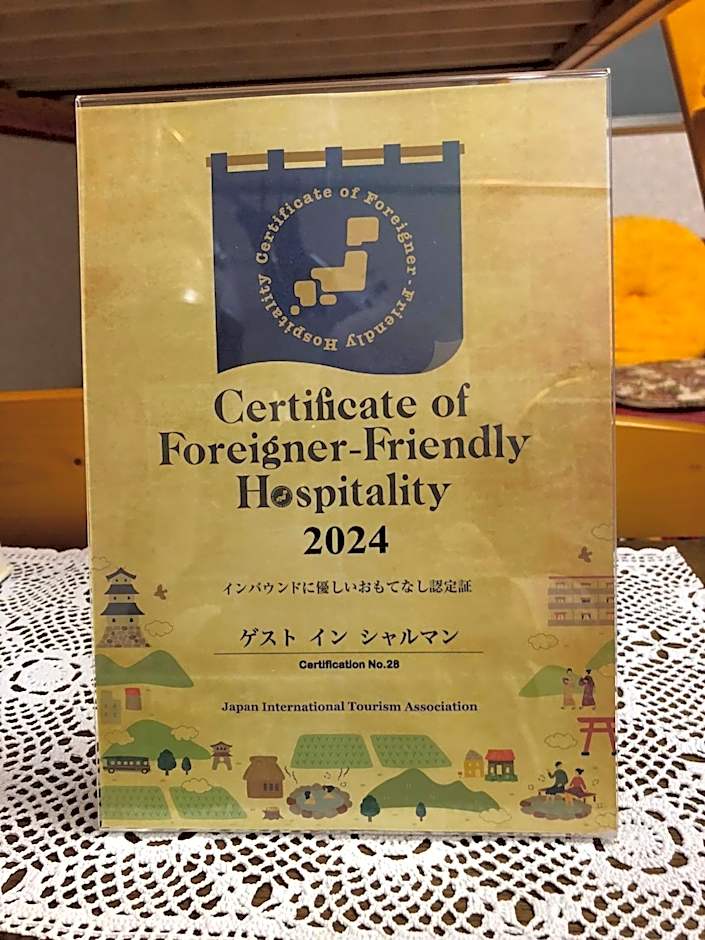 Certificate of Foreigner-Friendly Hospitality
Certificate of
Foreigner-Friendly
Hospitality
2024
インバウンドに優しいおもてなし認定証
ゲスト イン シャルマン
Certification No.28
Japan International Tourism Association